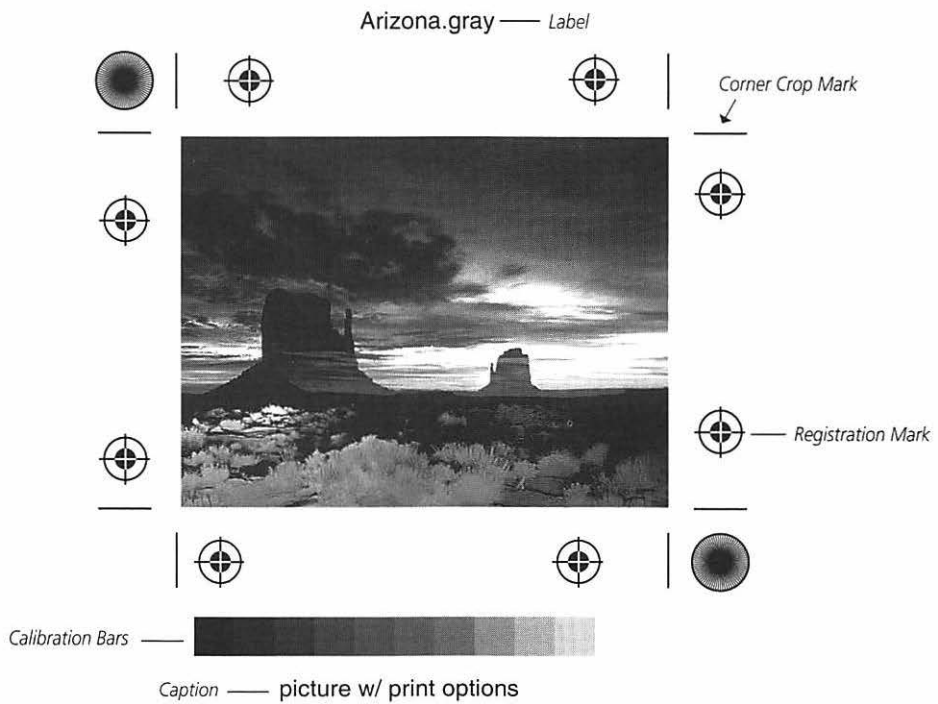 Arizona.gray — Label
Corner Crop Mark
Registration Mark
Calibration Bars
Caption — picture w/ print options